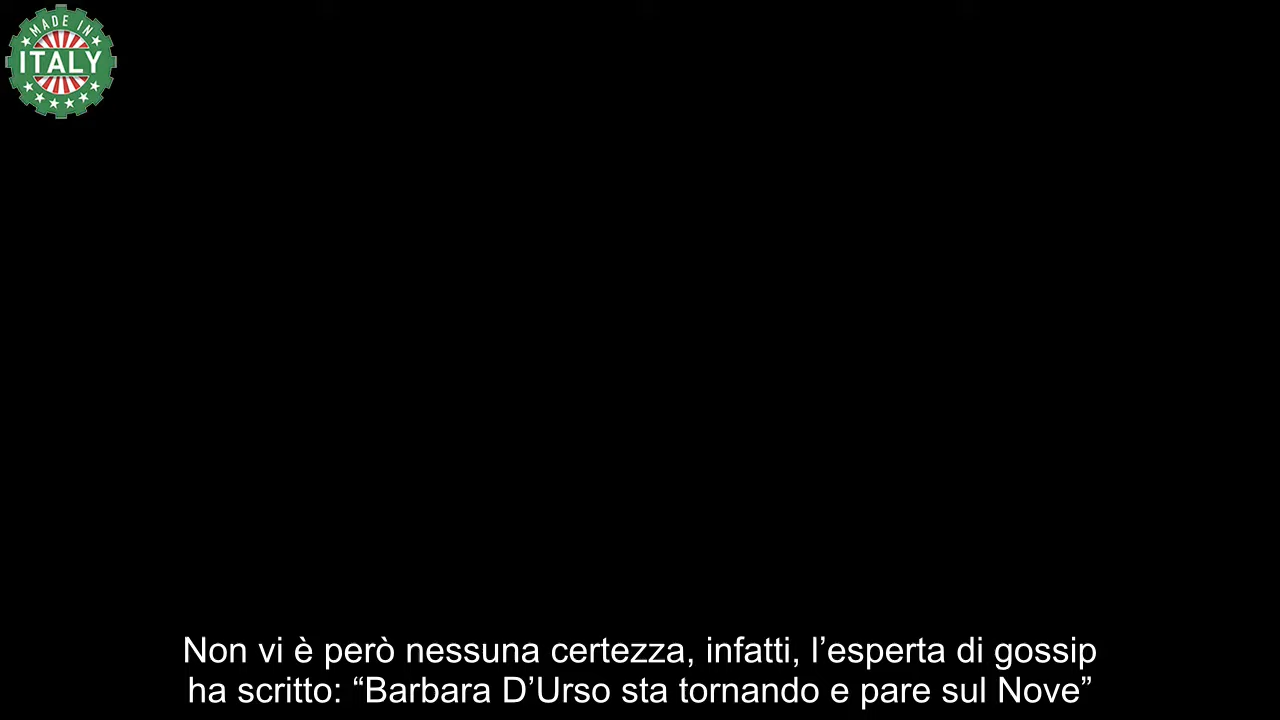 MADE IN
ITALY
Non vi è però nessuna certezza, infatti, l’esperta di gossip
ha scritto: “Barbara D’Urso sta tornando e pare sul Nove”